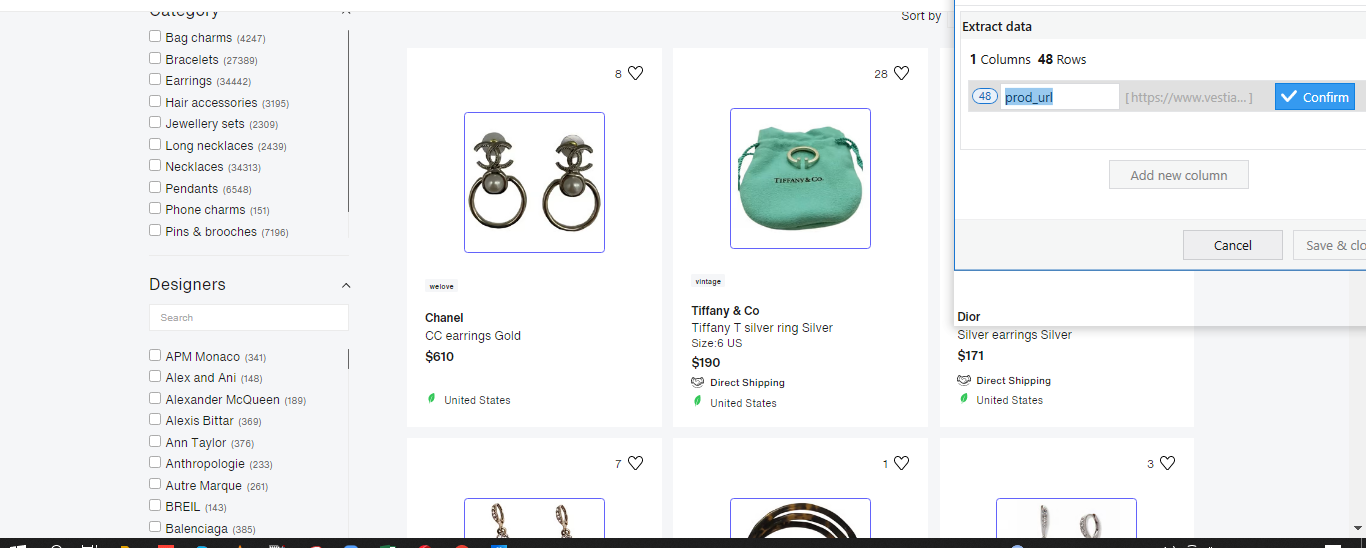 Category
Bag charms (4247)
Bracelets (27389)
Earrings (34442)
Hair accessories (3195)
Jewellery sets (2309)
Long necklaces (2439)
Necklaces (34313)
Pendants (6548)
Phone charms (151)
Pins & brooches (7196)
Designers
Search
APM Monaco (341)
Alex and Ani (148)
Alexander McQueen (189)
Alexis Bittar (369)
Ann Taylor (376)
Anthropologie (233)
Autre Marque (261)
BREIL (143)
Balenciaga (385)
Sort by
8
welove
Chanel
CC earrings Gold
$610
United States
28
TIFFANY & CO.
vintage
Tiffany & Co
Tiffany T silver ring Silver
Size:6 US
$190
Direct Shipping
United States
Dior
Silver earrings Silver
$171
Direct Shipping
United States
7
1
3
Extract data
1 Columns 48 Rows
48 prod_url [https://www.vestia...] Confirm
Add new column
Cancel
Save & clo